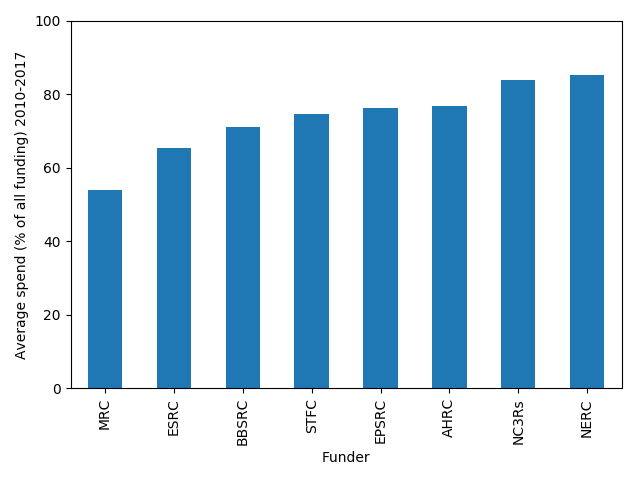 Average spend (% of all funding) 2010-2017
100
80
60
40
20
0
MRC
ESRC
BBSRC
STFC
EPSRC
AHRC
NC3Rs
NERC
Funder